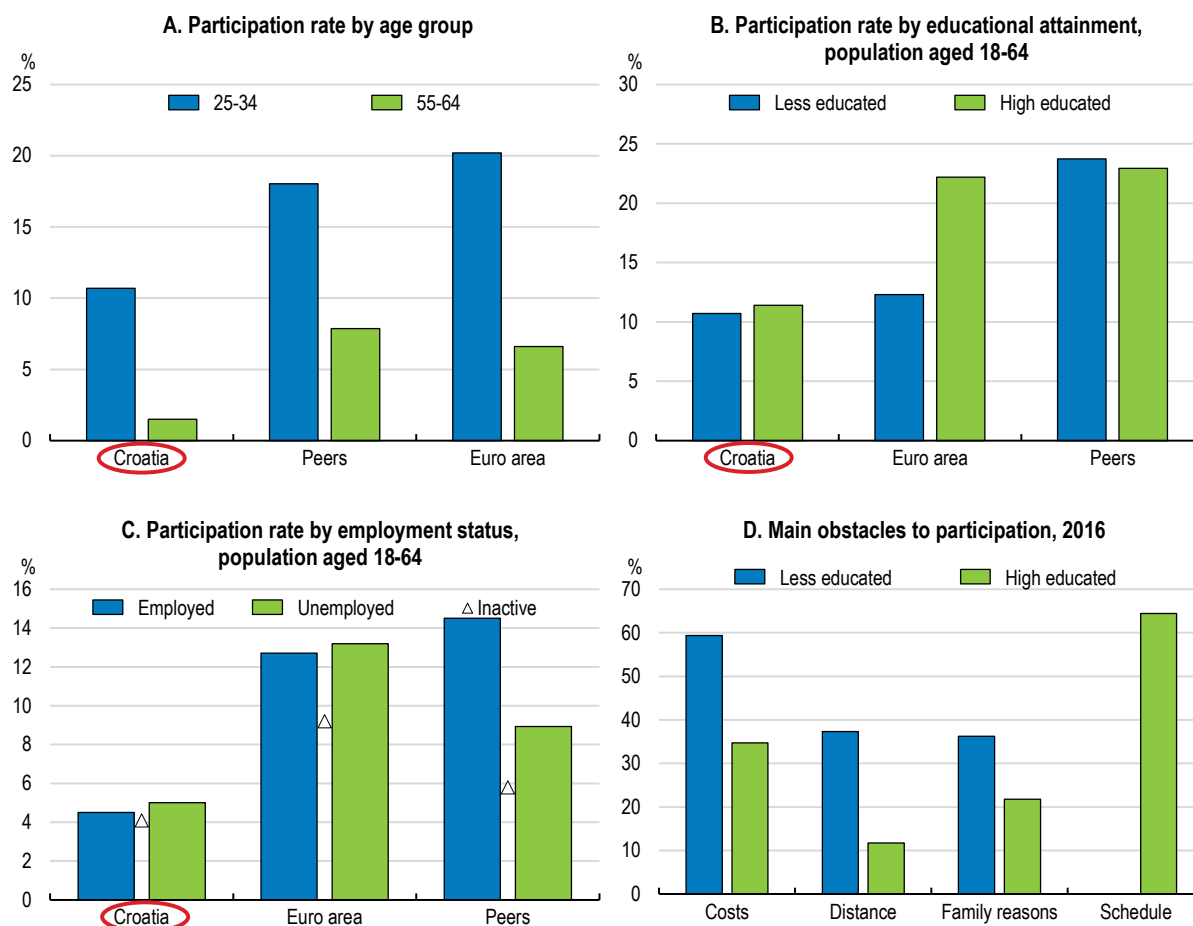 A. Participation rate by age group
%
25-34 55-64
25
20
15
10
5
0
Croatia Peers Euro area
B. Participation rate by educational attainment,
population aged 18-64
%
Less educated High educated
30
25
20
15
10
5
0
Croatia Euro area Peers
C. Participation rate by employment status,
population aged 18-64
%
Employed Unemployed Inactive
16
14
12
10
8
6
4
2
0
Croatia Euro area Peers
D. Main obstacles to participation, 2016
%
Less educated High educated
70
60
50
40
30
20
10
0
Costs Distance Family reasons Schedule